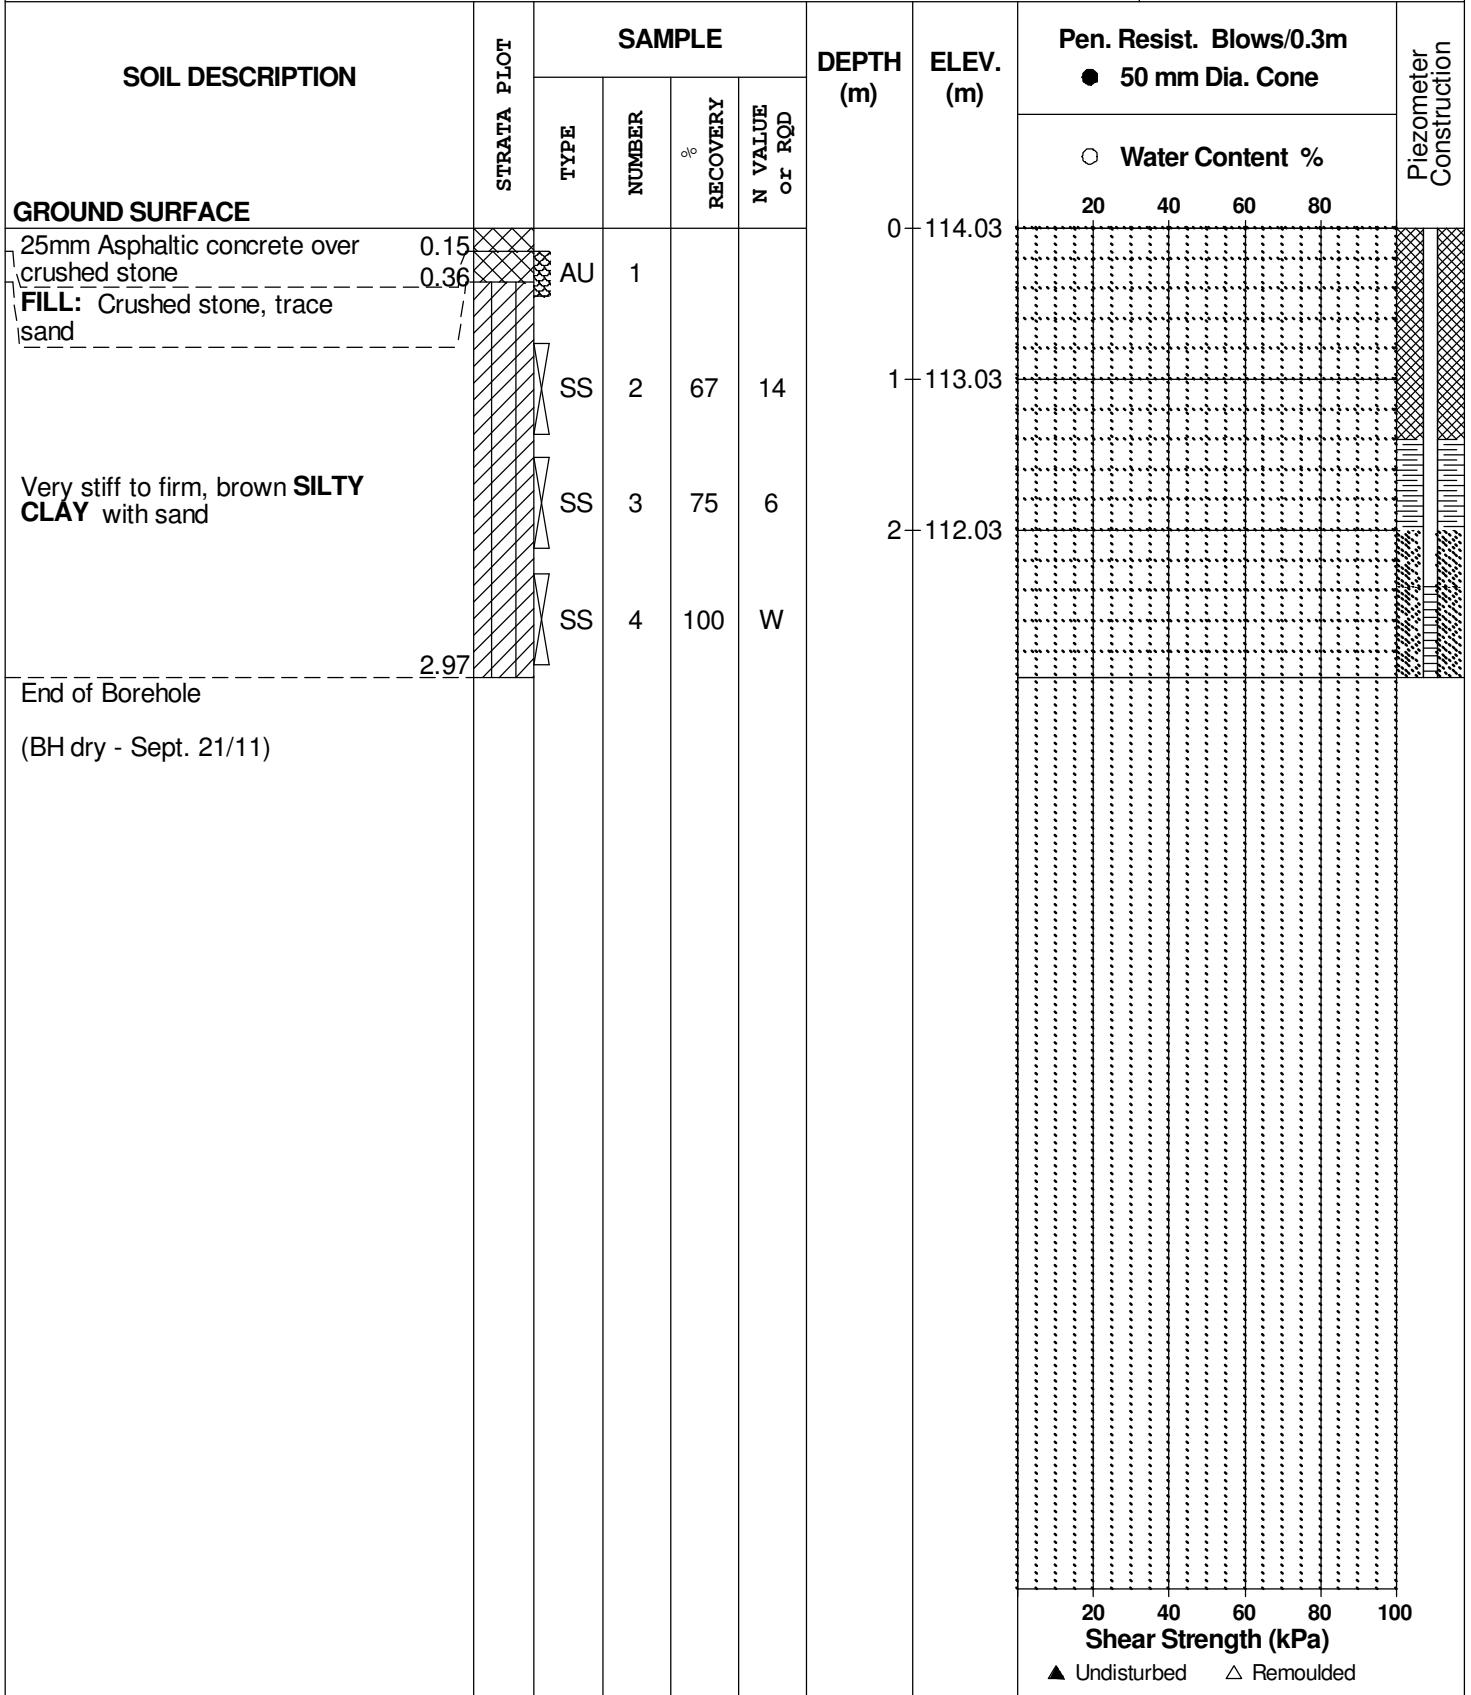 SOIL DESCRIPTION
STRATA PLOT
SAMPLE
TYPE
NUMBER
%
RECOVERY
N VALUE
or RQD
DEPTH
(m)
ELEV.
(m)
Pen. Resist. Blows/0.3m
● 50 mm Dia. Cone
○ Water Content %
20 40 60 80
Piezometer
Construction
GROUND SURFACE
0 114.03
25mm Asphaltic concrete over 0.15
crushed stone 0.36
AU 1
FILL: Crushed stone, trace
sand
1 113.03
SS 2 67 14
Very stiff to firm, brown SILTY
CLAY with sand
SS 3 75 6
2 112.03
SS 4 100 W
2.97
End of Borehole
(BH dry - Sept. 21/11)
20 40 60 80 100
Shear Strength (kPa)
▲ Undisturbed △ Remoulded